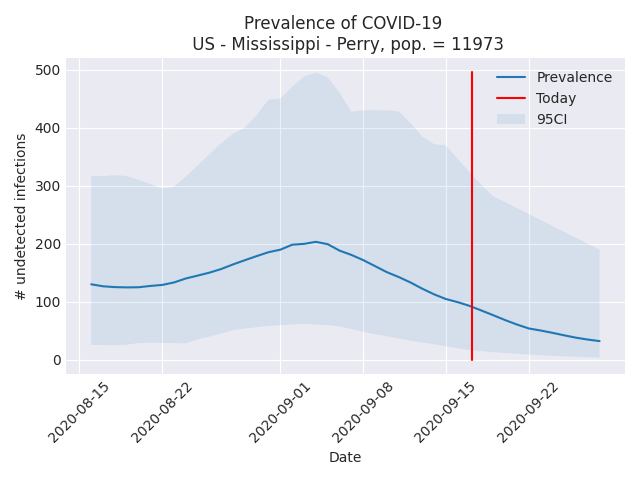 Prevalence of COVID-19
US - Mississippi - Perry, pop. = 11973
500
400
300
200
100
0
# undetected infections
Prevalence
Today
95CI
2020-08-15
2020-08-22
2020-09-01
2020-09-08
2020-09-15
2020-09-22
Date